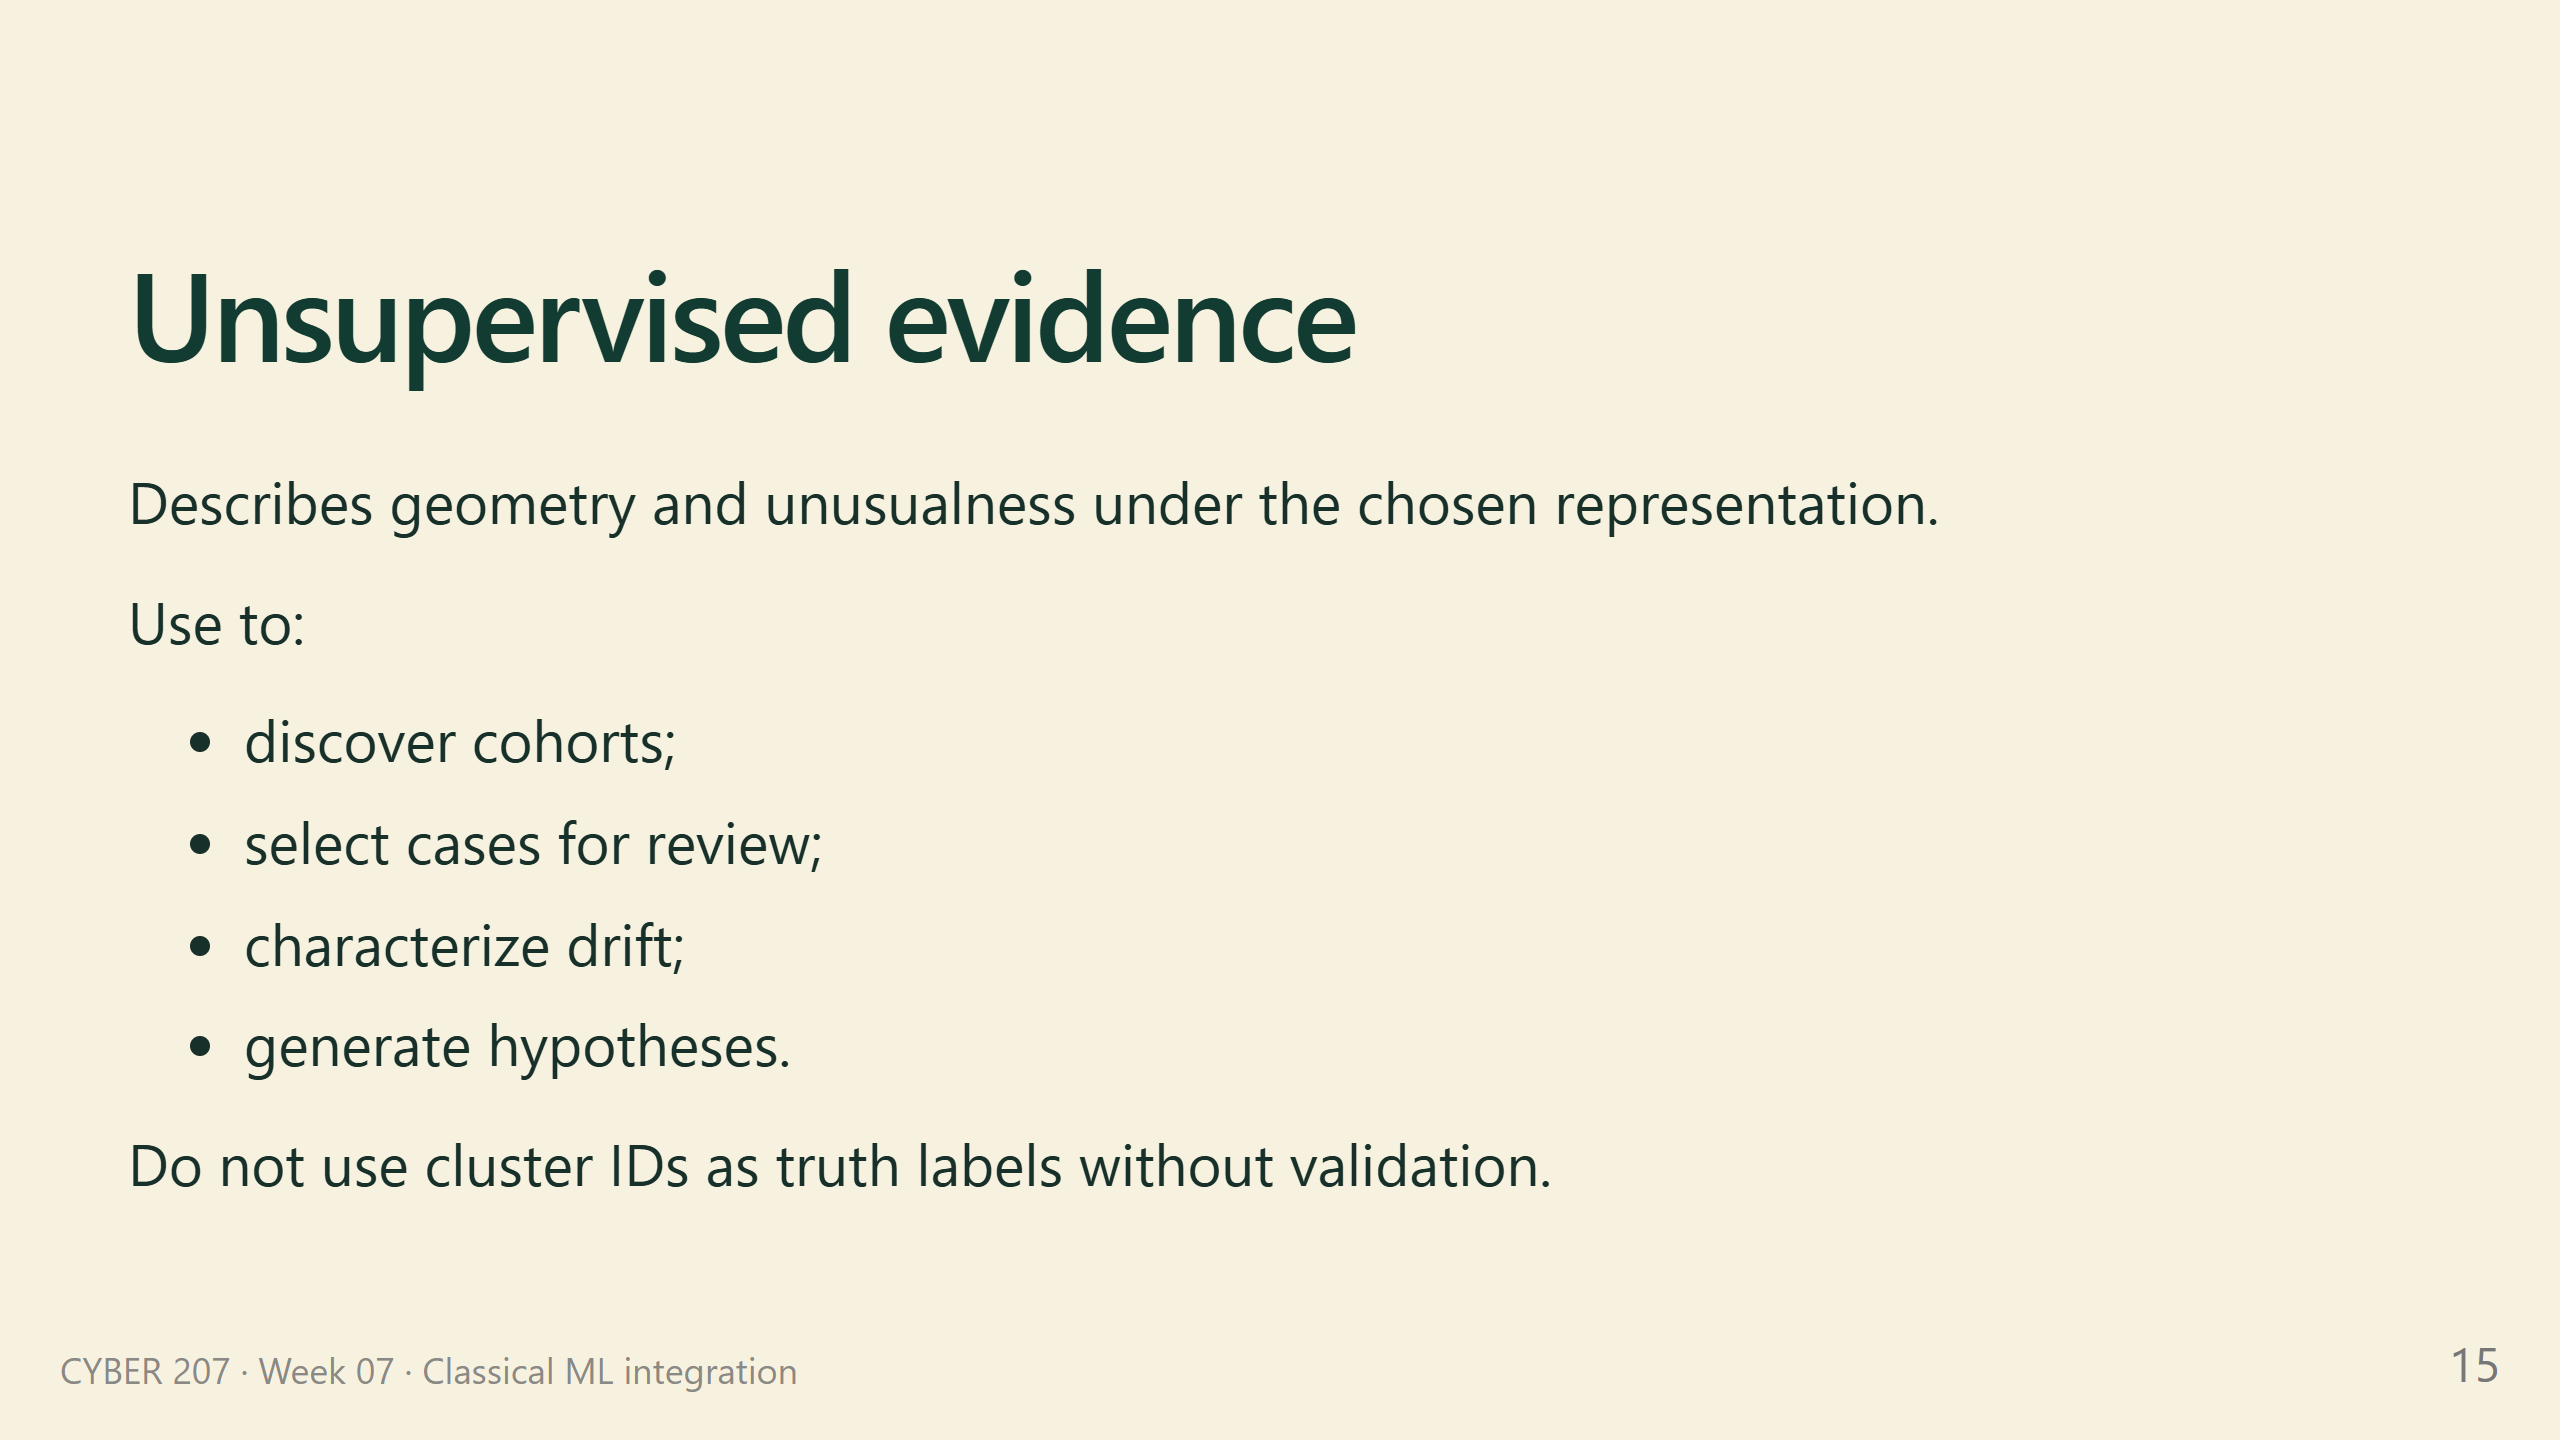 Unsupervised evidence
Describes geometry and unusualness under the chosen representation.
Use to:
• discover cohorts;
• select cases for review;
• characterize drift;
• generate hypotheses.
Do not use cluster IDs as truth labels without validation.
CYBER 207 · Week 07 · Classical ML integration
15